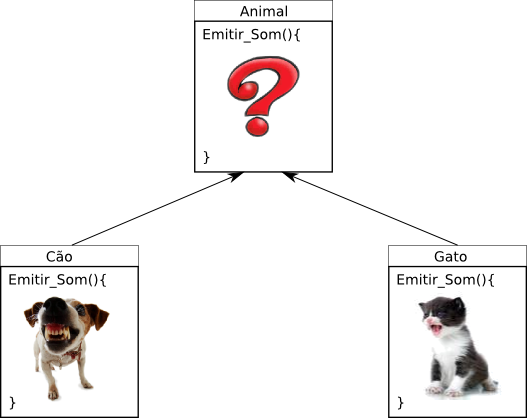 Animal
Emitir_Som(){
}
Cão
Emitir_Som(){
}
Gato
Emitir_Som(){
}